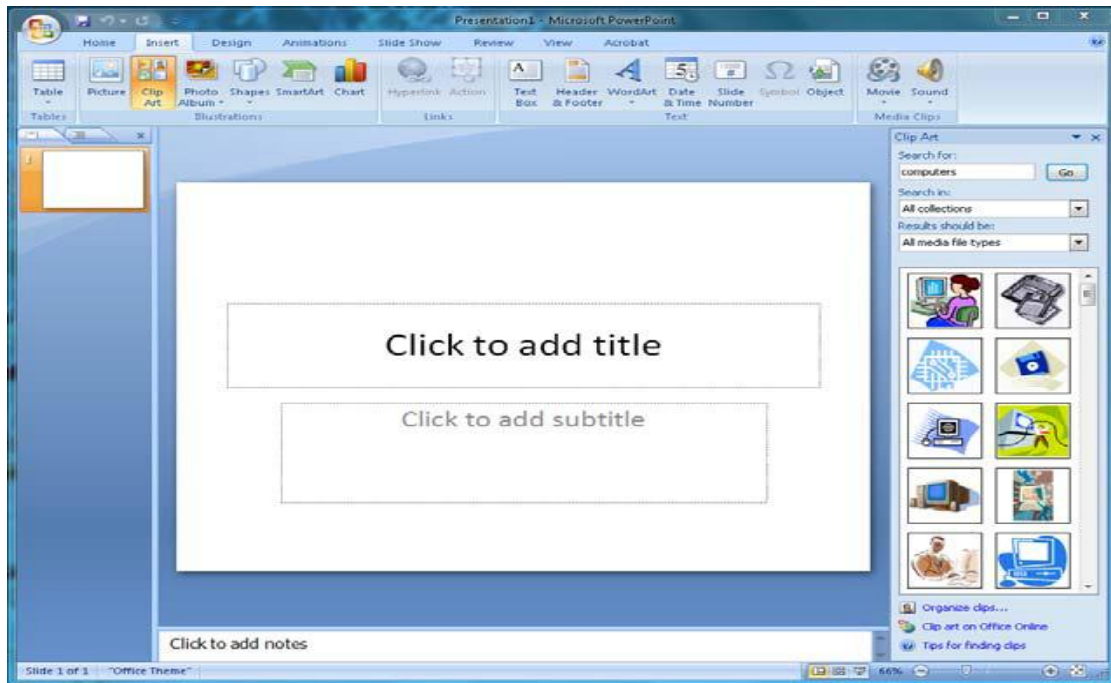 Presentation1 - Microsoft PowerPoint
Home Insert Design Animations Slide Show Review View Acrobat
Table Picture Clip Art Photo Album Shapes SmartArt Chart Hyperlink Action Text Box Header & Footer WordArt Date & Time Slide Number Symbol Object Movie Sound
Tables Illustrations Links Text Media Clips
Clip Art
Search for:
computers Go
Search in:
All collections
Results should be:
All media file types
1
Click to add title
Click to add subtitle
Organize clips...
Clip art on Office Online
Tips for finding clips
Click to add notes
Slide 1 of 1 "Office Theme" 66%